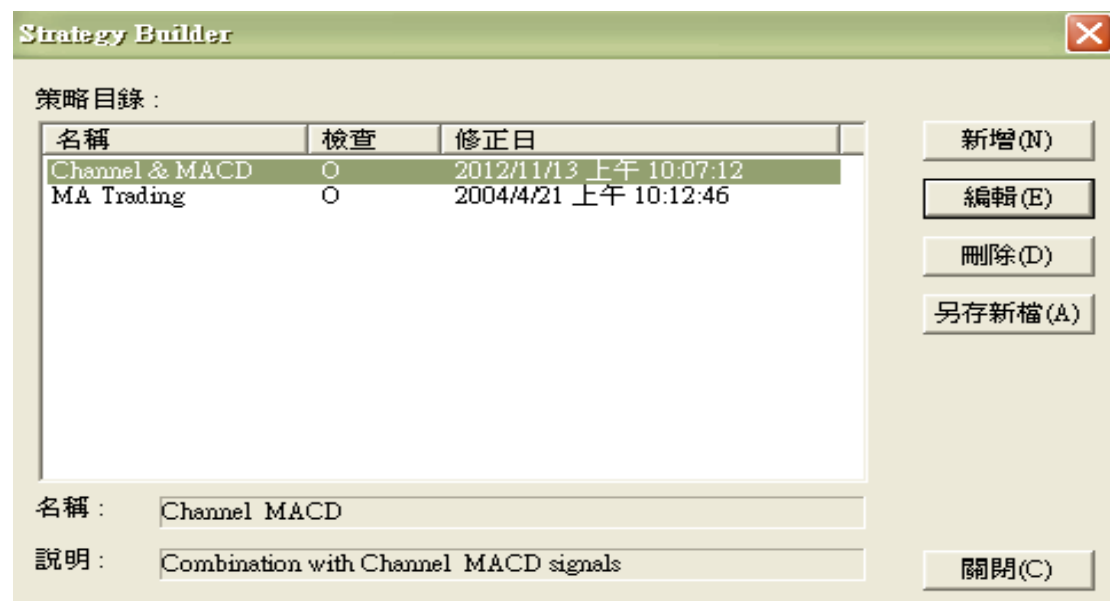 Strategy Builder
策略目錄：
名稱 檢查 修正日
Channel & MACD O 2012/11/13 上午 10:07:12
MA Trading O 2004/4/21 上午 10:12:46
新增(N)
編輯(E)
刪除(D)
另存新檔(A)
名稱： Channel MACD
說明： Combination with Channel MACD signals
關閉(C)